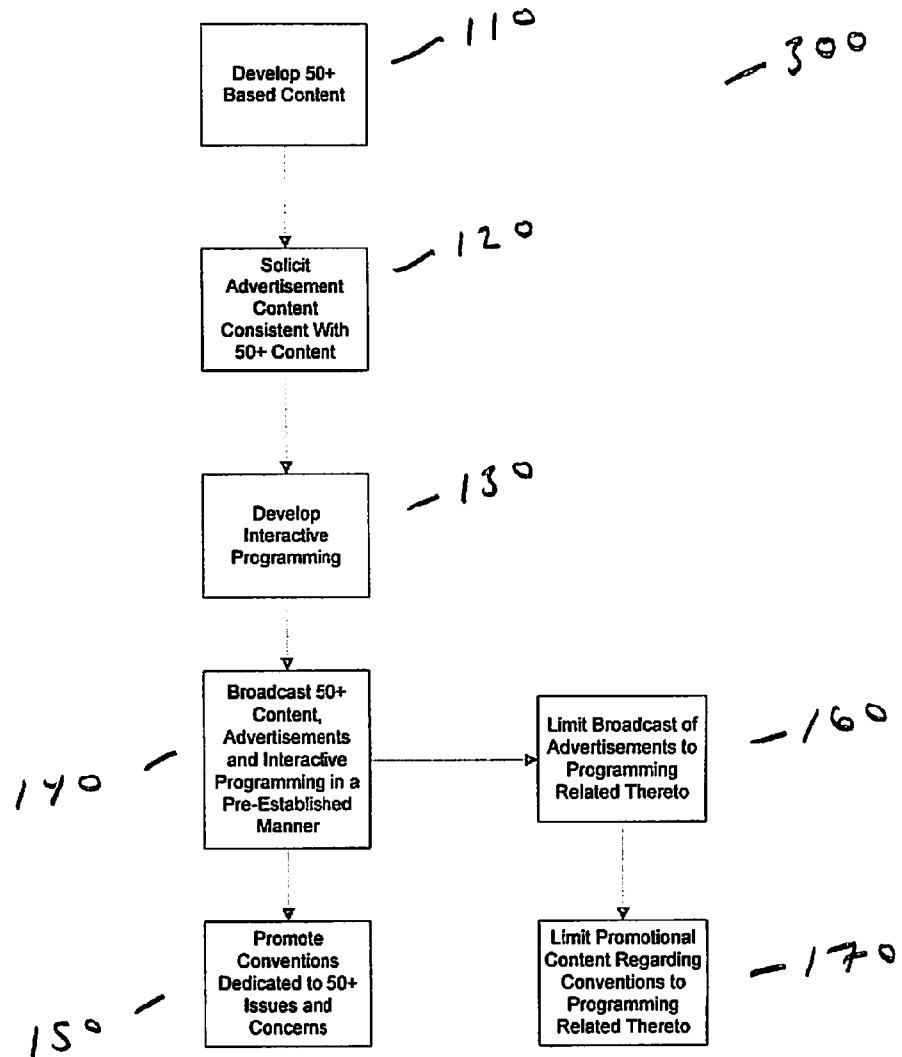 110
300
Develop 50+
Based Content
120
Solicit
Advertisement
Content
Consistent With
50+ Content
130
Develop
Interactive
Programming
Broadcast 50+
Content,
Advertisements
and Interactive
Programming in a
Pre-Established
Manner
140
Limit Broadcast of
Advertisements to
Programming
Related Thereto
160
Promote
Conventions
Dedicated to 50+
Issues and
Concerns
150
Limit Promotional
Content Regarding
Conventions to
Programming
Related Thereto
170